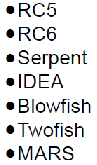 •RC5
•RC6
•Serpent
•IDEA
•Blowfish
•Twofish
•MARS